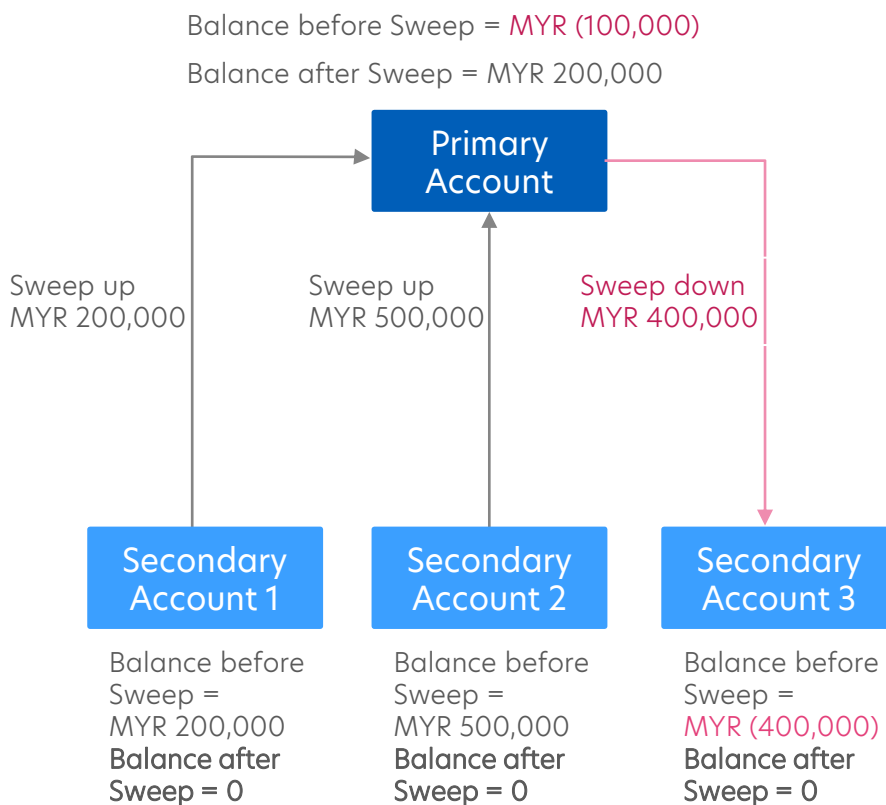 Balance before Sweep = MYR (100,000)
Balance after Sweep = MYR 200,000
Primary
Account
Sweep up
MYR 200,000
Sweep up
MYR 500,000
Sweep down
MYR 400,000
Secondary
Account 1
Secondary
Account 2
Secondary
Account 3
Balance before
Sweep =
MYR 200,000
Balance after
Sweep = 0
Balance before
Sweep =
MYR 500,000
Balance after
Sweep = 0
Balance before
Sweep =
MYR (400,000)
Balance after
Sweep = 0